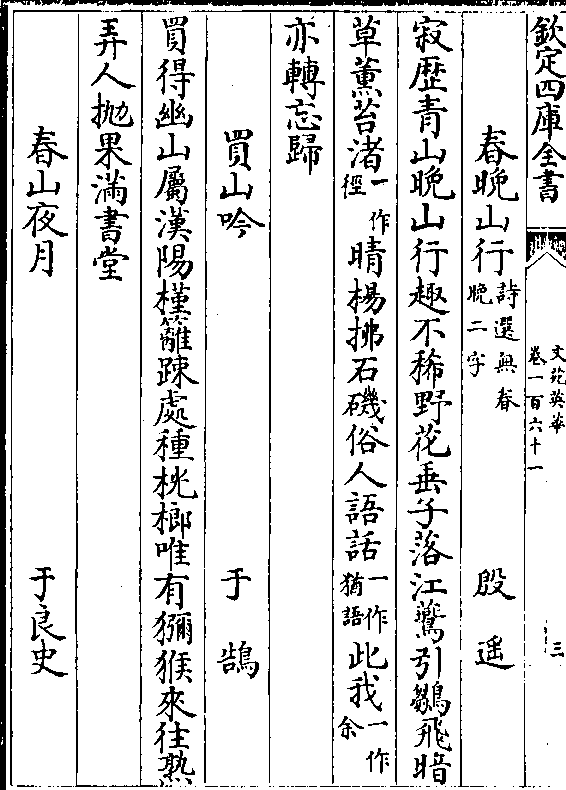 欽定四庫全書
文苑英華
卷一百六十一
三
春晚山行詩選無春晚二字 殷遥
寂歴青山晚山行趣不稀野花垂子落江鷰引鶵飛暗
草薫苔渚一作徑晴楊拂石磯俗人語話一作猶語此我一作余
亦轉忘歸
買山吟 于鵠
買得幽山屬漢陽槿籬踈處種桄榔唯有獼猴來往熟
弄人抛果滿書堂
春山夜月 于良史